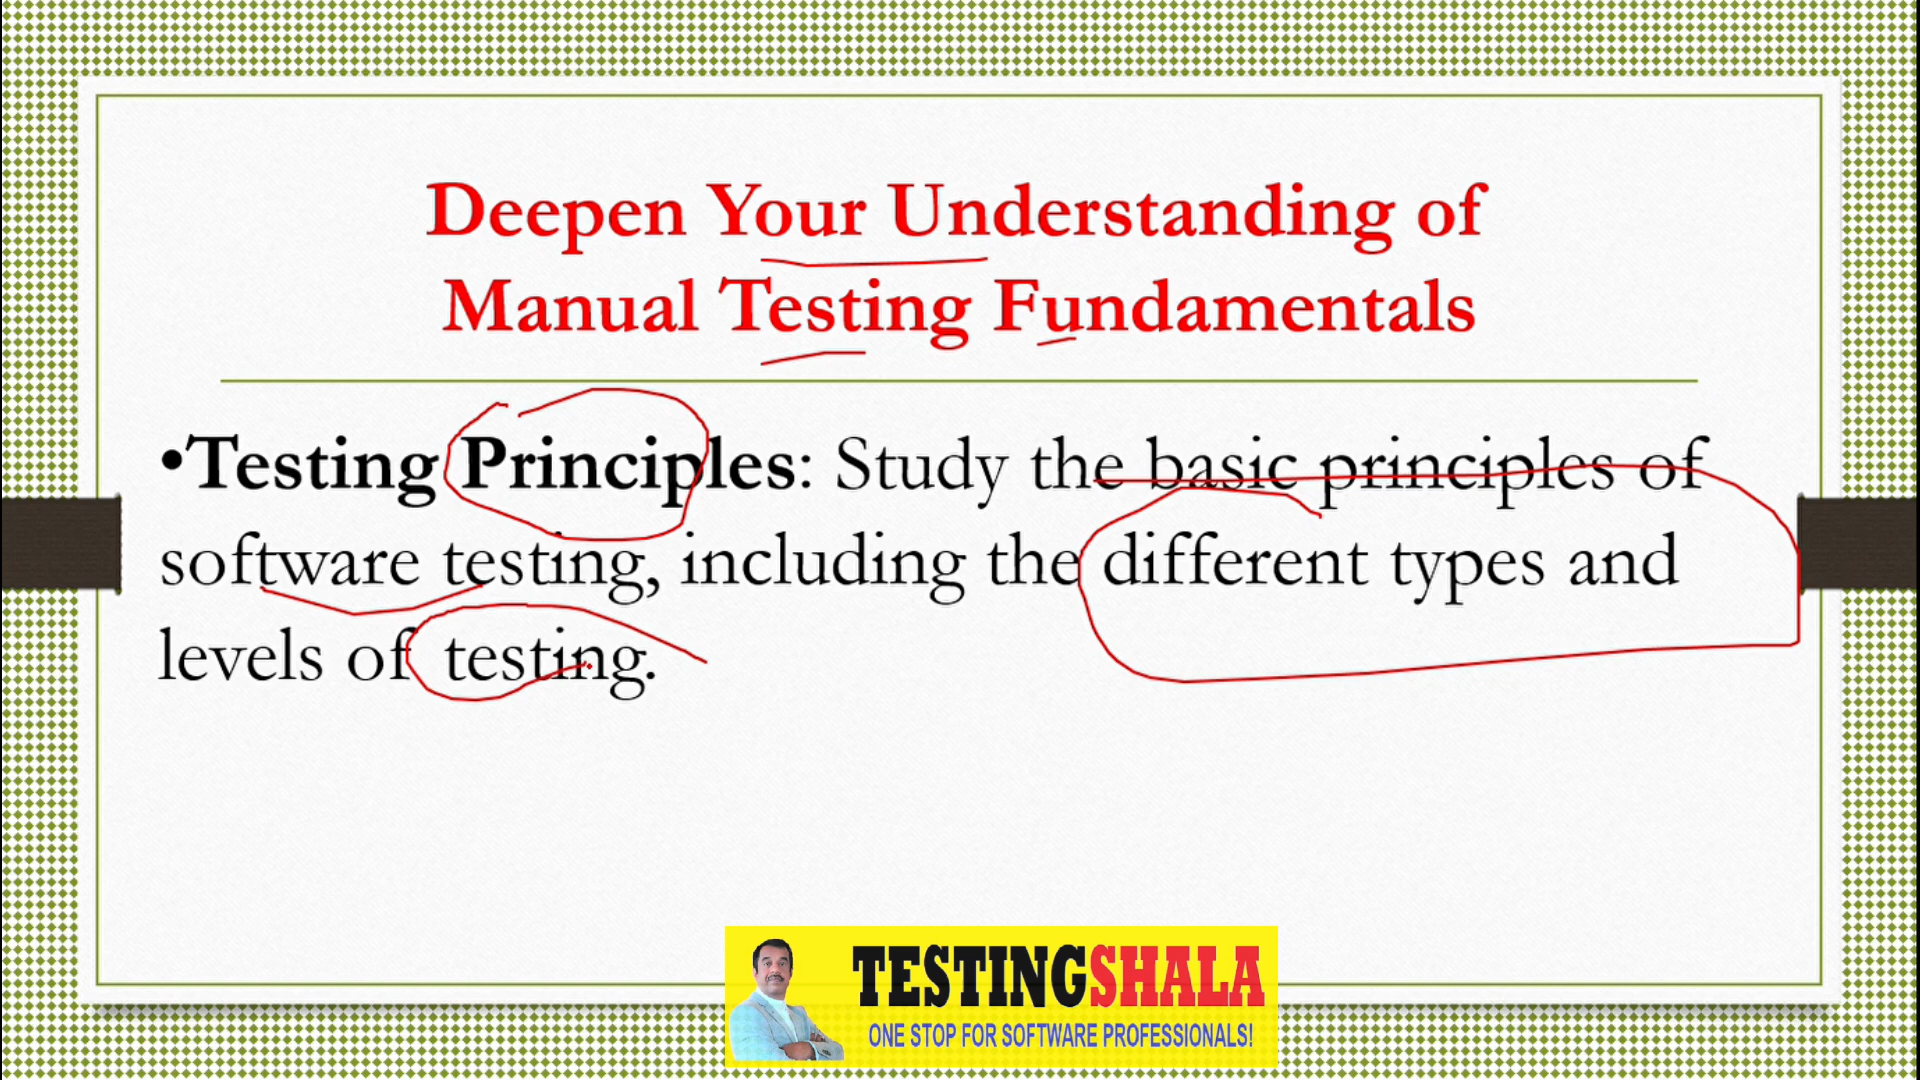 Deepen Your Understanding of
Manual Testing Fundamentals
•Testing Principles: Study the basic principles of
software testing, including the different types and
levels of testing.
TESTINGSHALA
ONE STOP FOR SOFTWARE PROFESSIONALS!